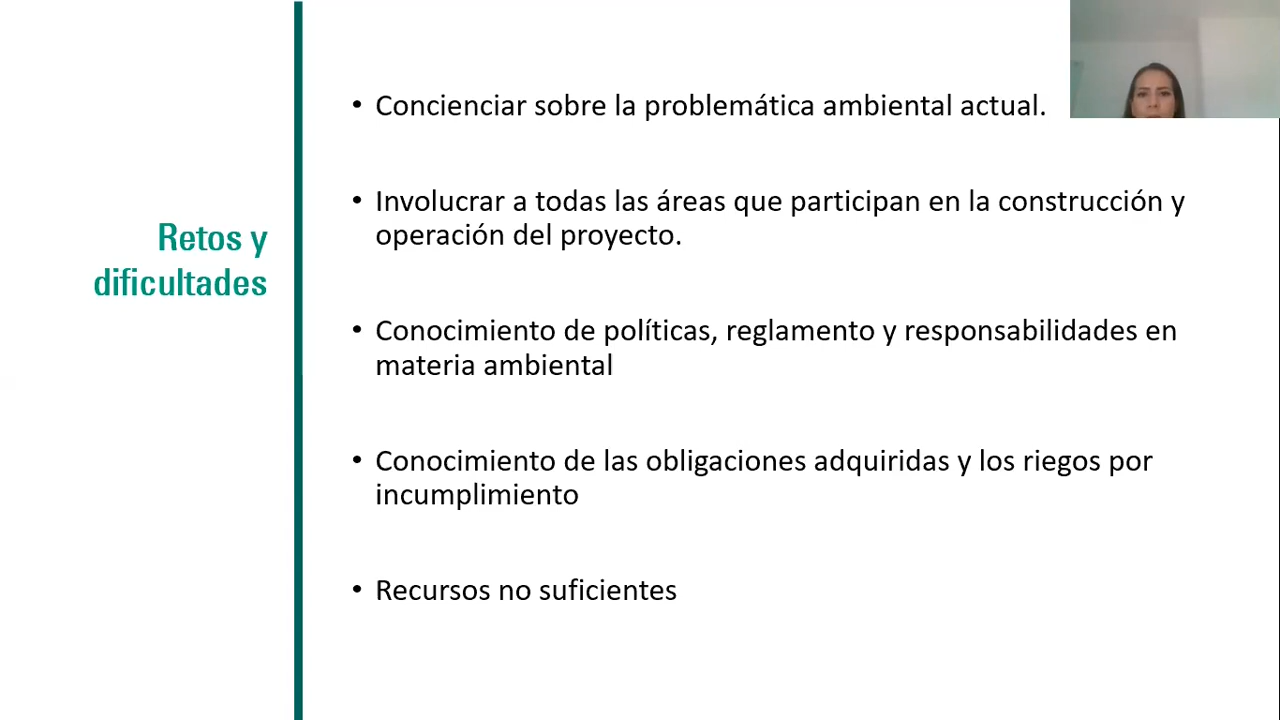 Retos y
dificultades
• Concienciar sobre la problemática ambiental actual.
• Involucrar a todas las áreas que participan en la construcción y
operación del proyecto.
• Conocimiento de políticas, reglamento y responsabilidades en
materia ambiental
• Conocimiento de las obligaciones adquiridas y los riegos por
incumplimiento
• Recursos no suficientes